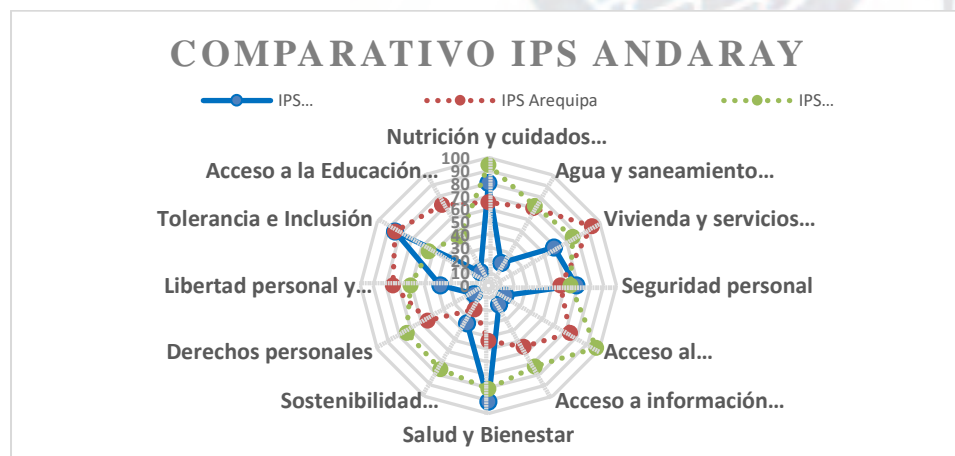 COMPARATIVO IPS ANDARAY
IPS...
IPS Arequipa
IPS...
Nutrición y cuidados...
Agua y saneamiento...
Vivienda y servicios...
Seguridad personal
Acceso al...
Acceso a información...
Salud y Bienestar
Sostenibilidad...
Derechos personales
Libertad personal y...
Tolerancia e Inclusión
Acceso a la Educación...
100
90
80
70
60
50
40
30
20
10
0